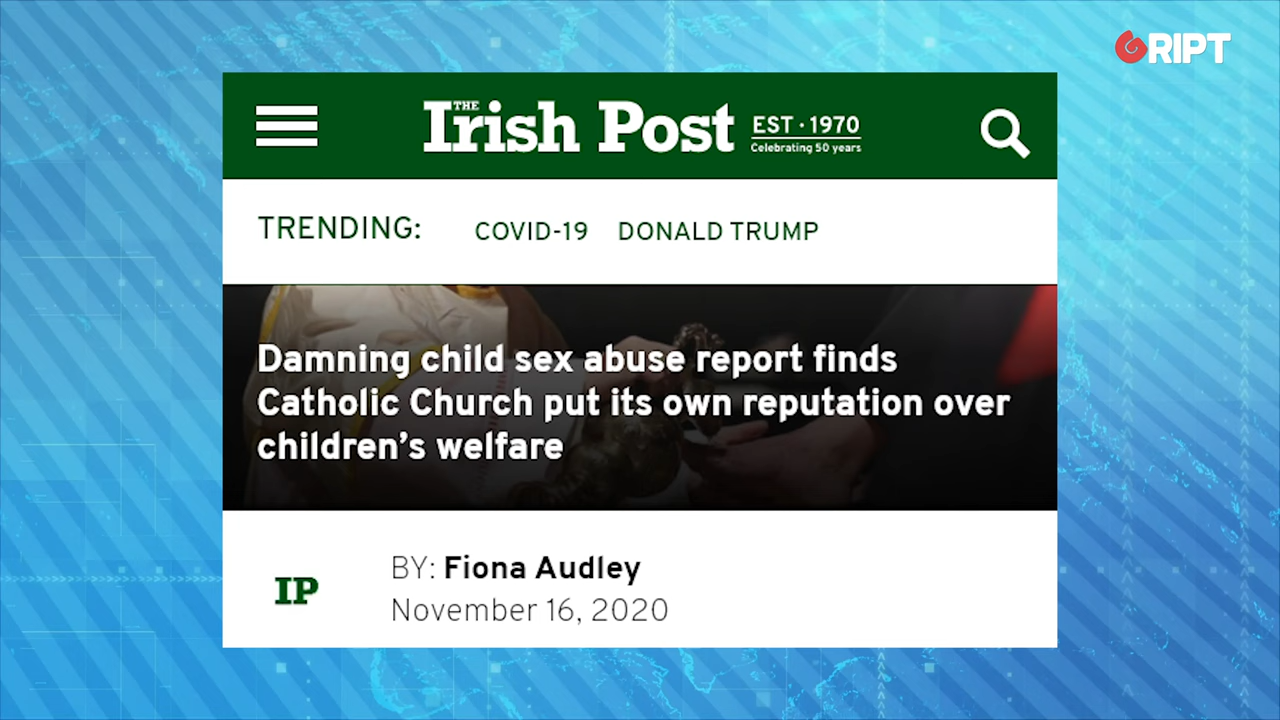 GRIPT
THE
Irish Post
EST · 1970
Celebrating 50 years
TRENDING:
COVID-19
DONALD TRUMP
Damning child sex abuse report finds
Catholic Church put its own reputation over
children’s welfare
IP
BY: Fiona Audley
November 16, 2020